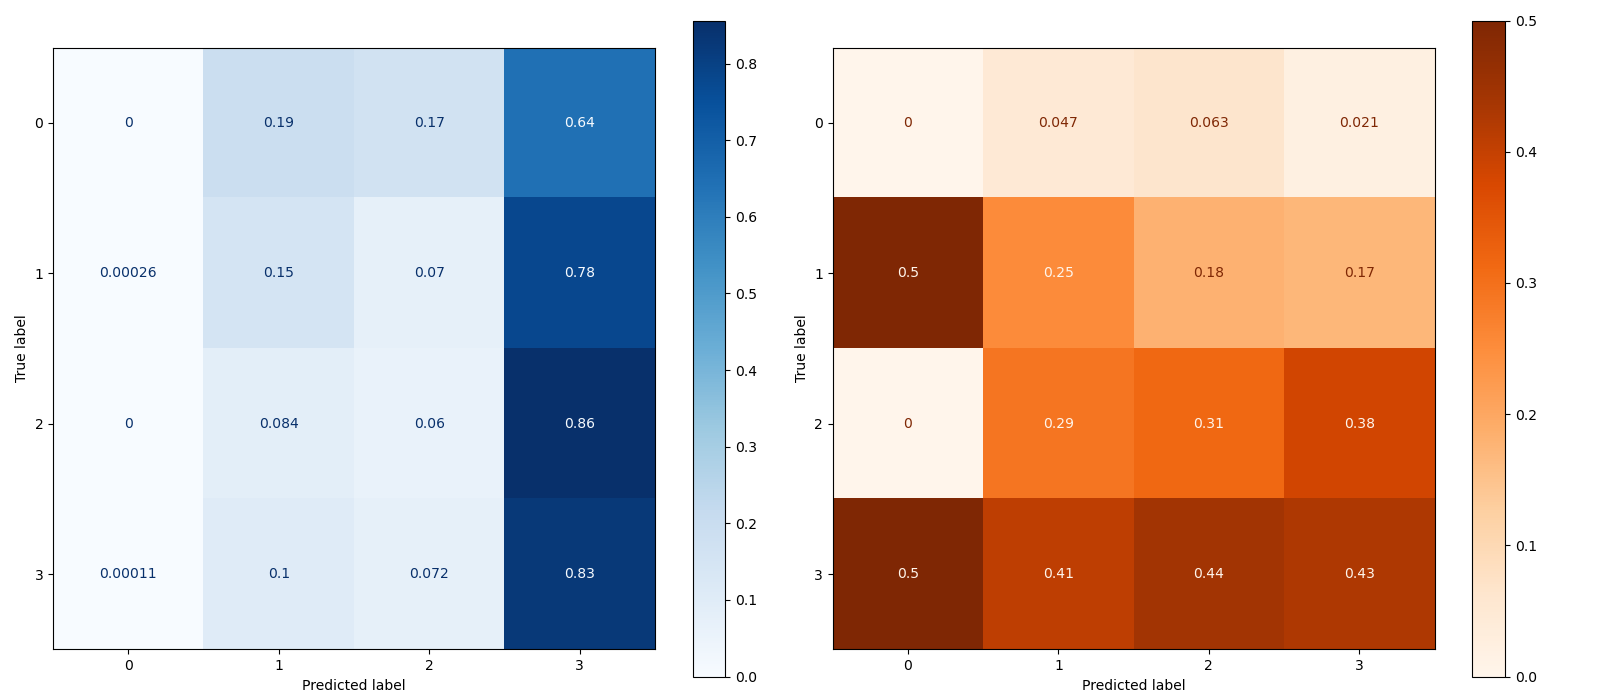 0 0 0.19 0.17 0.64
1 0.00026 0.15 0.07 0.78
2 0 0.084 0.06 0.86
3 0.00011 0.1 0.072 0.83
0 1 2 3
True label
Predicted label
0.8
0.7
0.6
0.5
0.4
0.3
0.2
0.1
0.0
0 0 0.047 0.063 0.021
1 0.5 0.25 0.18 0.17
2 0 0.29 0.31 0.38
3 0.5 0.41 0.44 0.43
0 1 2 3
True label
Predicted label
0.5
0.4
0.3
0.2
0.1
0.0